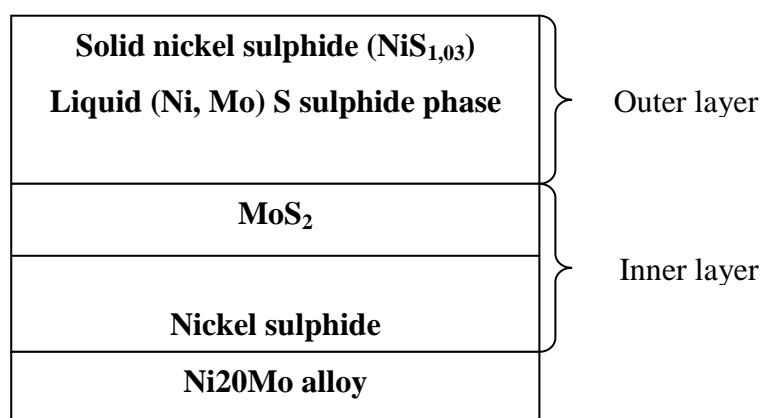 Solid nickel sulphide (NiS1,03)
Liquid (Ni, Mo) S sulphide phase
Outer layer
MoS2
Inner layer
Nickel sulphide
Ni20Mo alloy